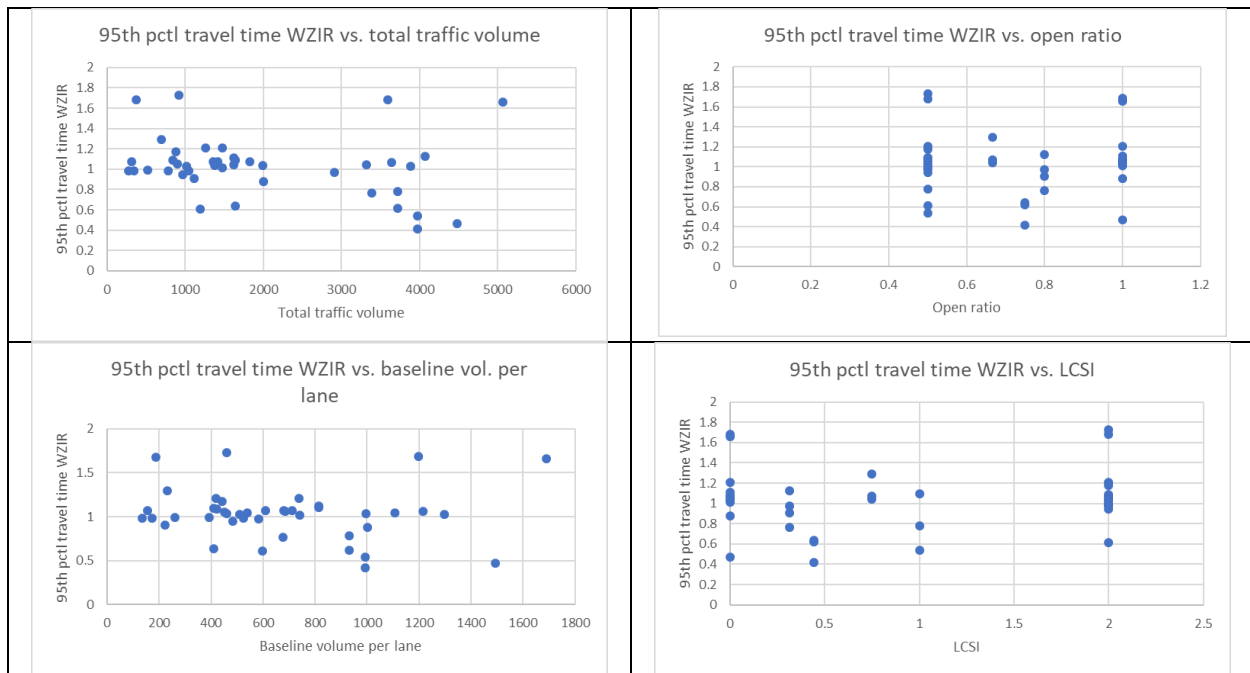 95th pctl travel time WZIR vs. total traffic volume
95th pctl travel time WZIR
2
1.8
1.6
1.4
1.2
1
0.8
0.6
0.4
0.2
0
0 1000 2000 3000 4000 5000 6000
Total traffic volume
95th pctl travel time WZIR vs. open ratio
95th pctl travel time WZIR
2
1.8
1.6
1.4
1.2
1
0.8
0.6
0.4
0.2
0
0 0.2 0.4 0.6 0.8 1 1.2
Open ratio
95th pctl travel time WZIR vs. baseline vol. per
lane
95th pctl travel time WZIR
2
1.5
1
0.5
0
0 200 400 600 800 1000 1200 1400 1600 1800
Baseline volume per lane
95th pctl travel time WZIR vs. LCSI
95th pctl travel time WZIR
2
1.8
1.6
1.4
1.2
1
0.8
0.6
0.4
0.2
0
0 0.5 1 1.5 2 2.5
LCSI